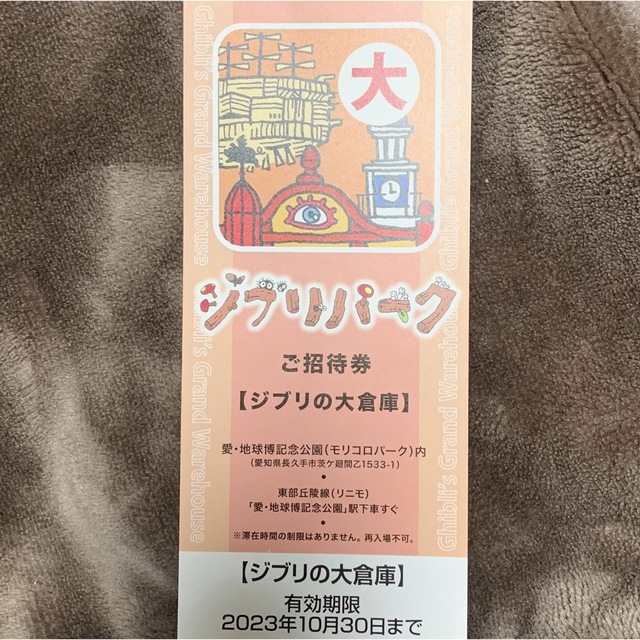 大
ジブリパーク
ご招待券
【ジブリの大倉庫】
愛・地球博記念公園(モリコロパーク)内
(愛知県長久手市茨ケ廻間乙1533-1)
東部丘陵線(リニモ)
「愛・地球博記念公園」駅下車すぐ
※滞在時間の制限はありません。再入場不可。
【ジブリの大倉庫】
有効期限
2023年10月30日まで
Ghibli's Grand Warehouse
Ghibli's Grand Warehouse
Ghibli's Grand Warehouse
Ghibli's Grand Warehouse